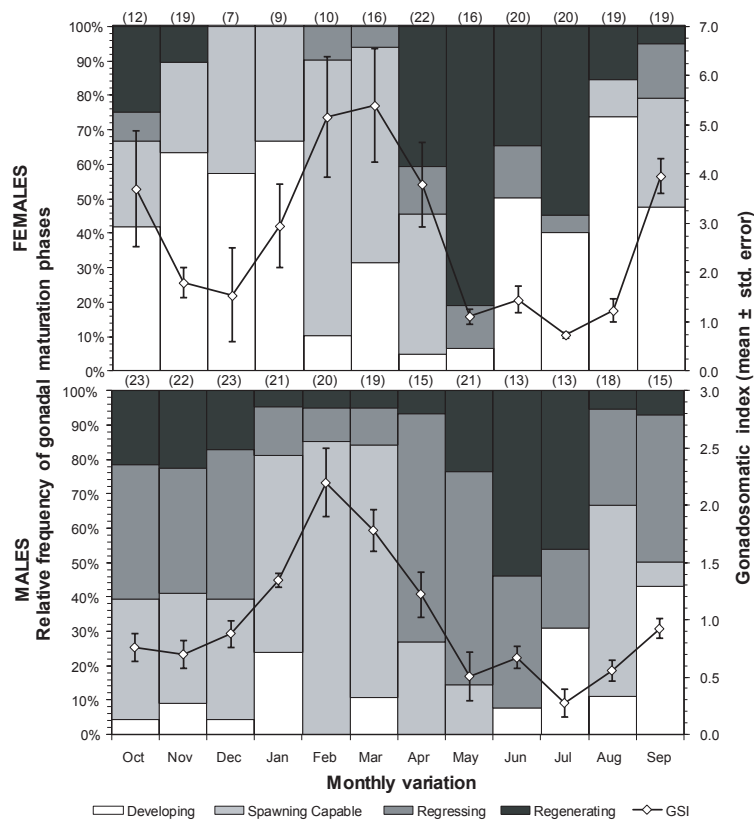 (12) (19) (7) (9) (10) (16) (22) (16) (20) (20) (19) (19)
100% 90% 80% 70% 60% 50% 40% 30% 20% 10% 0%
7.0 6.0 5.0 4.0 3.0 2.0 1.0 0.0
FEMALES
MALES
Relative frequency of gonadal maturation phases
Gonadosomatic index (mean ± std. error)
(23) (22) (23) (21) (20) (19) (15) (21) (13) (13) (18) (15)
100% 90% 80% 70% 60% 50% 40% 30% 20% 10% 0%
3.0 2.5 2.0 1.5 1.0 0.5 0.0
Oct Nov Dec Jan Feb Mar Apr May Jun Jul Aug Sep
Monthly variation
Developing Spawning Capable Regressing Regenerating GSI